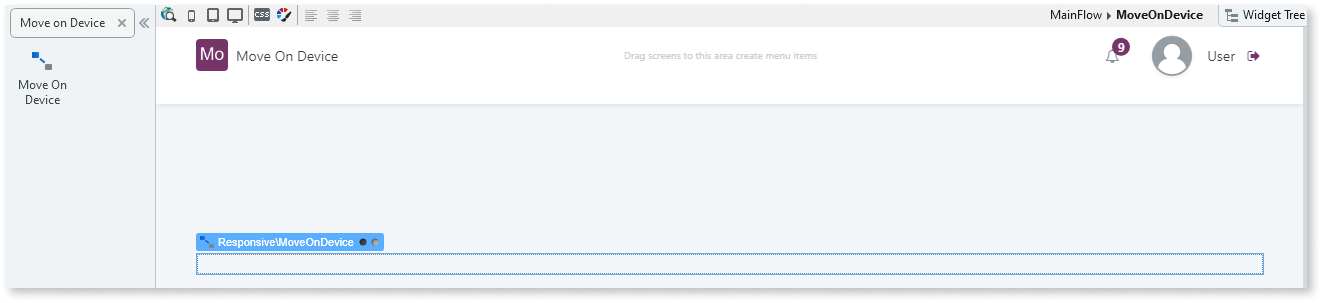 Move on Device
CSS
MainFlow MoveOnDevice
Widget Tree
Move On
Device
Mo Move On Device
Drag screens to this area create menu items
9
User
Responsive\MoveOnDevice